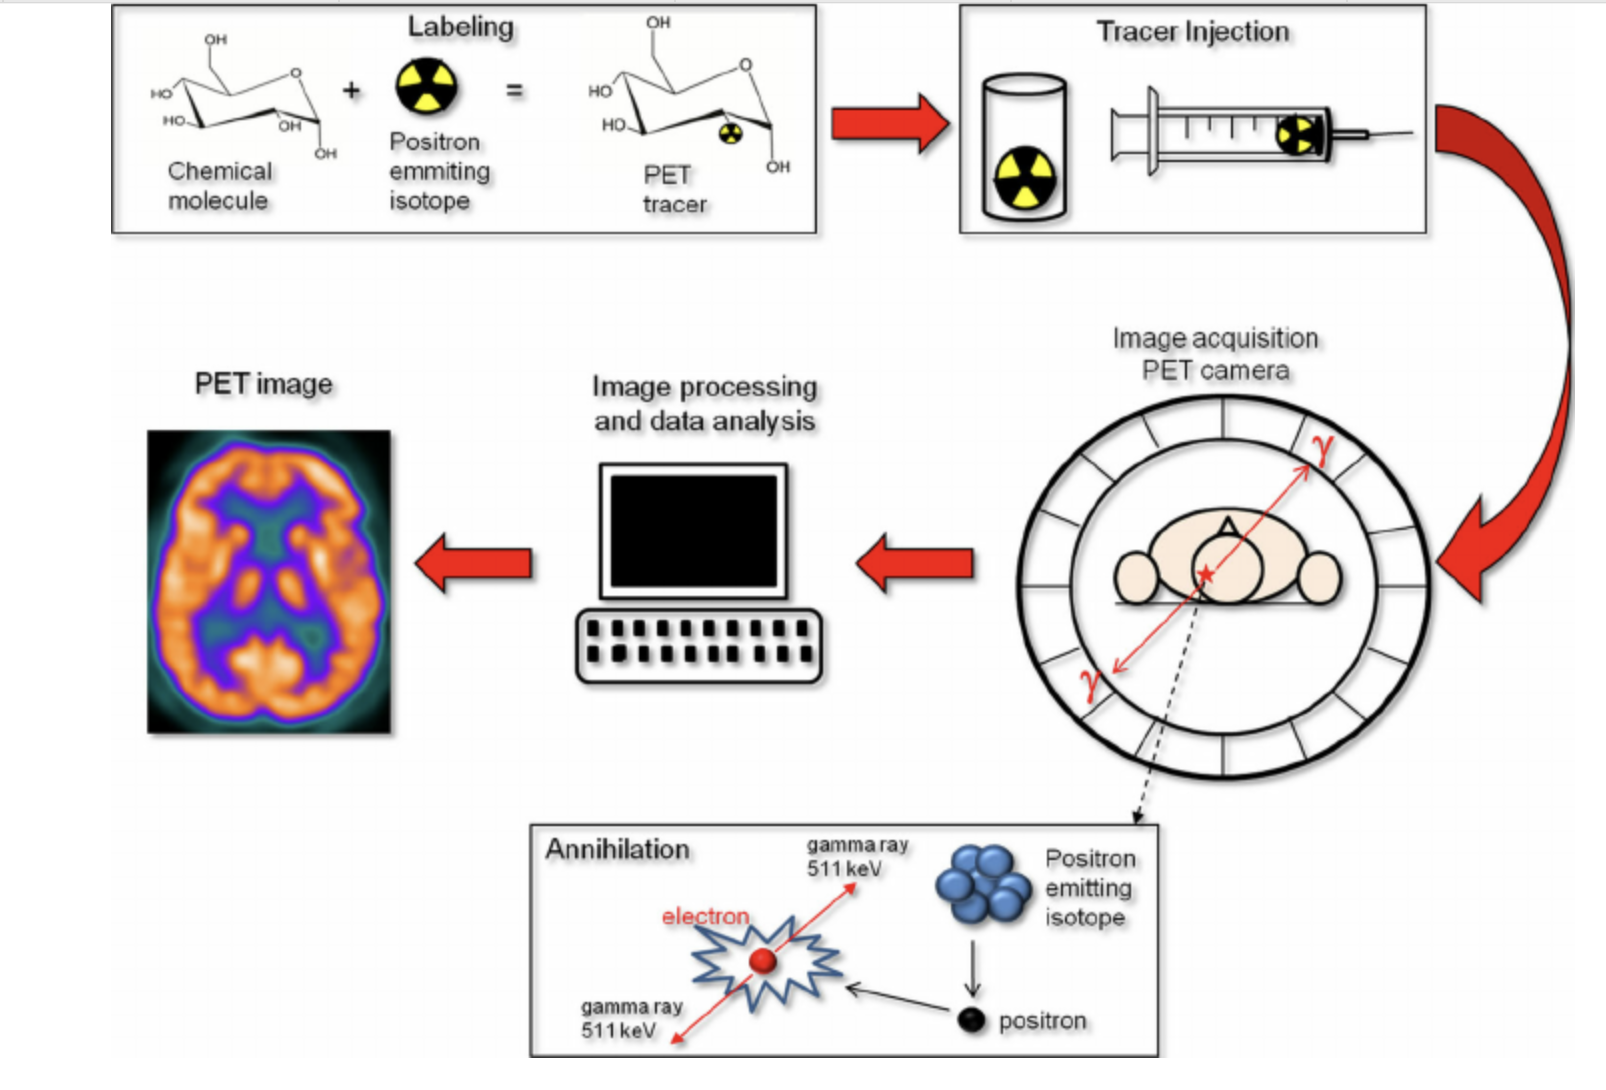 Labeling
OH
O
HO
HO
OH
OH
Chemical
molecule
+
Positron
emmiting
isotope
=
OH
O
HO
HO
OH
PET
tracer
Tracer Injection
Image acquisition
PET camera
γ
γ
Image processing
and data analysis
PET image
Annihilation
gamma ray
511 keV
electron
gamma ray
511 keV
Positron
emitting
isotope
positron